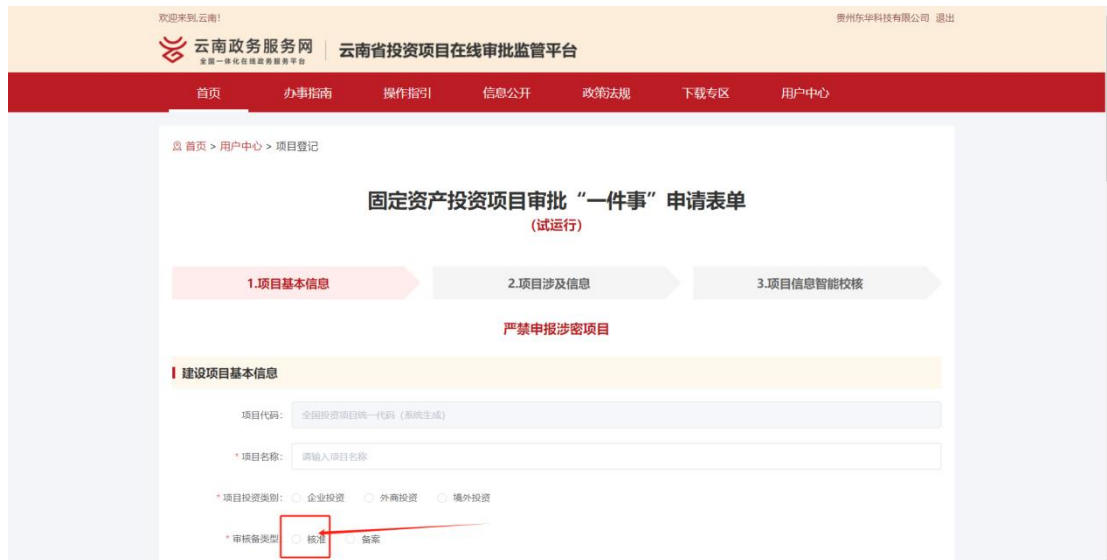 欢迎来到,云南! 贵州东华科技有限公司 退出
云南政务服务网 云南省投资项目在线审批监管平台
全国一体化在线政务服务平台
首页 办事指南 操作指引 信息公开 政策法规 下载专区 用户中心
首页 > 用户中心 > 项目登记
固定资产投资项目审批“一件事”申请表单
(试运行)
1.项目基本信息 2.项目涉及信息 3.项目信息智能校核
严禁申报涉密项目
建设项目基本信息
项目代码: 全国投资项目统一代码 (系统生成)
* 项目名称: 请输入项目名称
* 项目投资类别: 企业投资 外商投资 境外投资
* 审核备类型 核准 备案